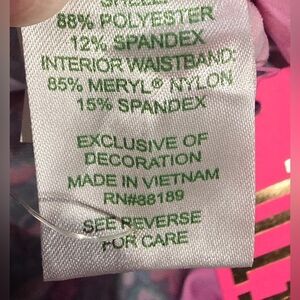 SHELL:
88% POLYESTER
12% SPANDEX
INTERIOR WAISTBAND:
85% MERYL® NYLON
15% SPANDEX
EXCLUSIVE OF
DECORATION
MADE IN VIETNAM
RN#88189
SEE REVERSE
FOR CARE